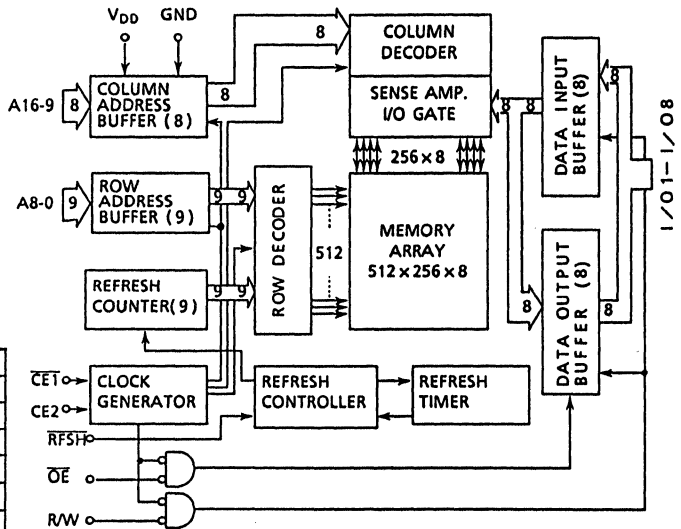 VDD GND
A16-9
8
COLUMN
ADDRESS
BUFFER (8)
8
8
COLUMN
DECODER
SENSE AMP.
I/O GATE
8
8
DATA INPUT
BUFFER (8)
8
I/O1-I/O8
256×8
A8-0
9
ROW
ADDRESS
BUFFER (9)
9
9
ROW DECODER
512
MEMORY
ARRAY
512×256×8
REFRESH
COUNTER(9)
9
9
8
DATA OUTPUT
BUFFER (8)
8
CE1
CE2
CLOCK
GENERATOR
REFRESH
CONTROLLER
REFRESH
TIMER
RFSH
OE
R/W